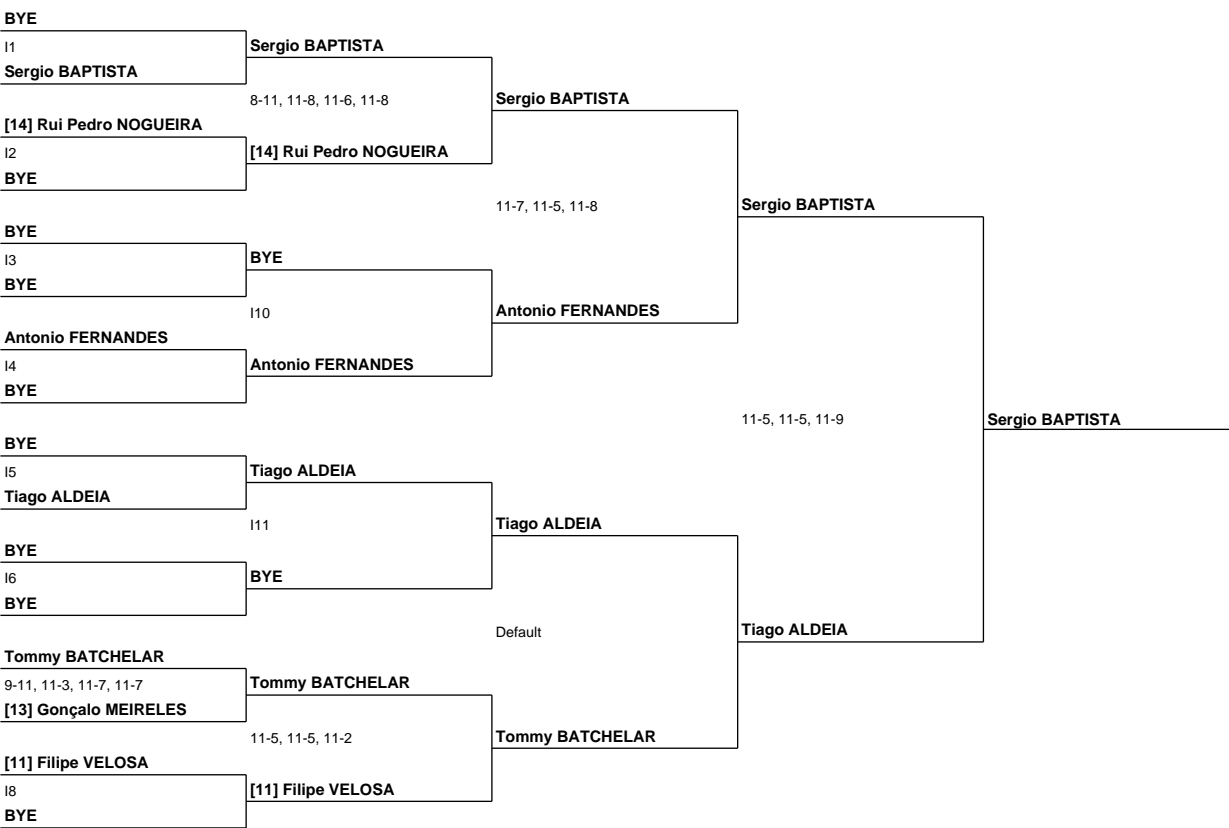 BYE
I1
Sergio BAPTISTA
Sergio BAPTISTA
8-11, 11-8, 11-6, 11-8
Sergio BAPTISTA
[14] Rui Pedro NOGUEIRA
I2
[14] Rui Pedro NOGUEIRA
BYE
11-7, 11-5, 11-8
Sergio BAPTISTA
BYE
I3
BYE
BYE
I10
Antonio FERNANDES
Antonio FERNANDES
I4
Antonio FERNANDES
BYE
11-5, 11-5, 11-9
Sergio BAPTISTA
BYE
I5
Tiago ALDEIA
Tiago ALDEIA
I11
Tiago ALDEIA
BYE
I6
BYE
BYE
Default
Tiago ALDEIA
Tommy BATCHELAR
9-11, 11-3, 11-7, 11-7
Tommy BATCHELAR
[13] Gonçalo MEIRELES
11-5, 11-5, 11-2
Tommy BATCHELAR
[11] Filipe VELOSA
I8
[11] Filipe VELOSA
BYE